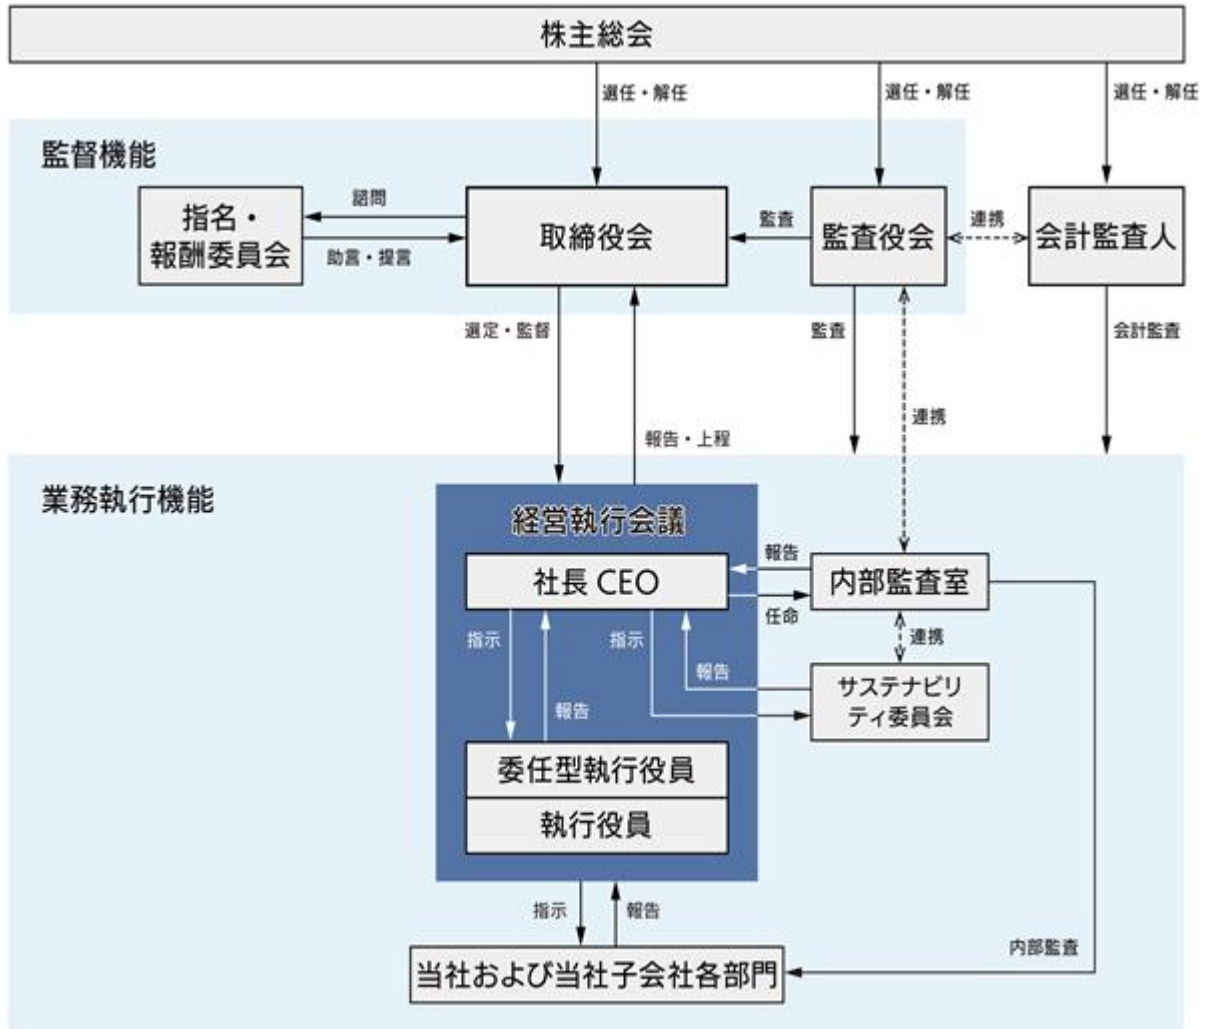 株主総会
選任・解任
選任・解任
選任・解任
監督機能
指名・
報酬委員会
諮問
助言・提言
取締役会
監査
監査役会
連携
会計監査人
選定・監督
報告・上程
監査
連携
会計監査
業務執行機能
経営執行会議
社長 CEO
報告
任命
内部監査室
指示
報告
指示
報告
連携
サステナビリ
ティ委員会
委任型執行役員
執行役員
指示
報告
内部監査
当社および当社子会社各部門